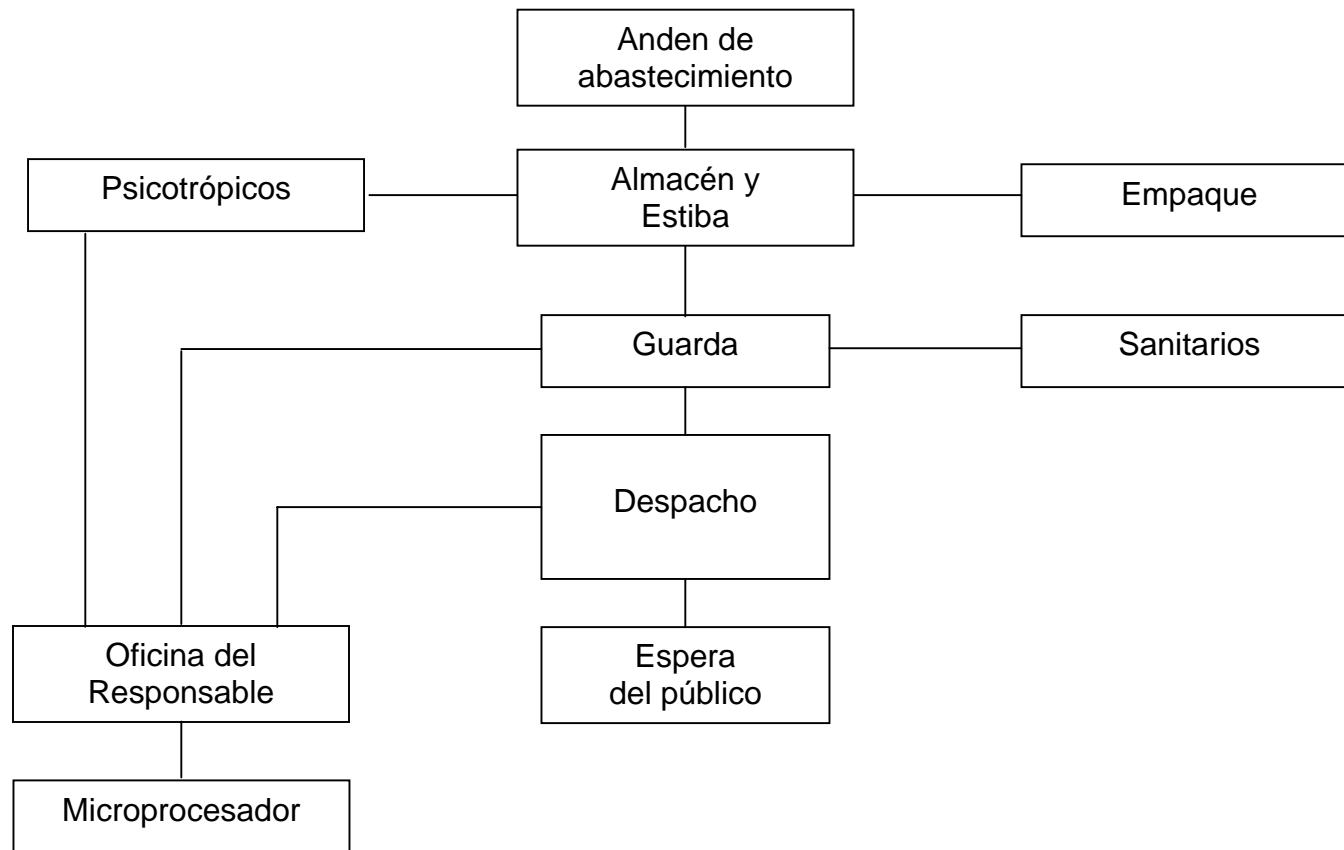 Anden de
abastecimiento
Psicotrópicos
Almacén y
Estiba
Empaque
Guarda
Sanitarios
Despacho
Oficina del
Responsable
Espera
del público
Microprocesador